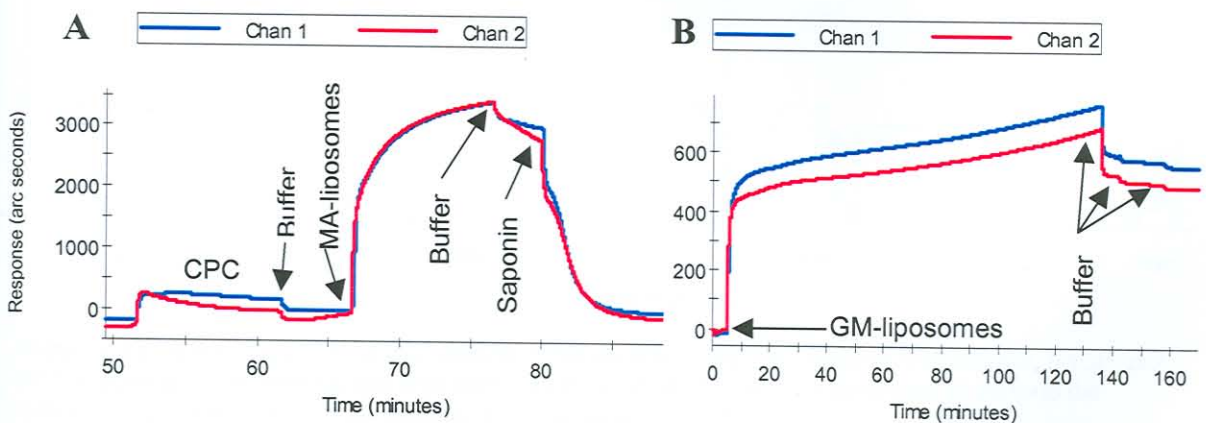 A
Chan 1 Chan 2
Response (arc seconds)
3000
2000
1000
0
CPC
Buffer
MA-liposomes
Buffer
Saponin
50 60 70 80
Time (minutes)
B
Chan 1 Chan 2
600
400
200
0
GM-liposomes
Buffer
0 20 40 60 80 100 120 140 160
Time (minutes)